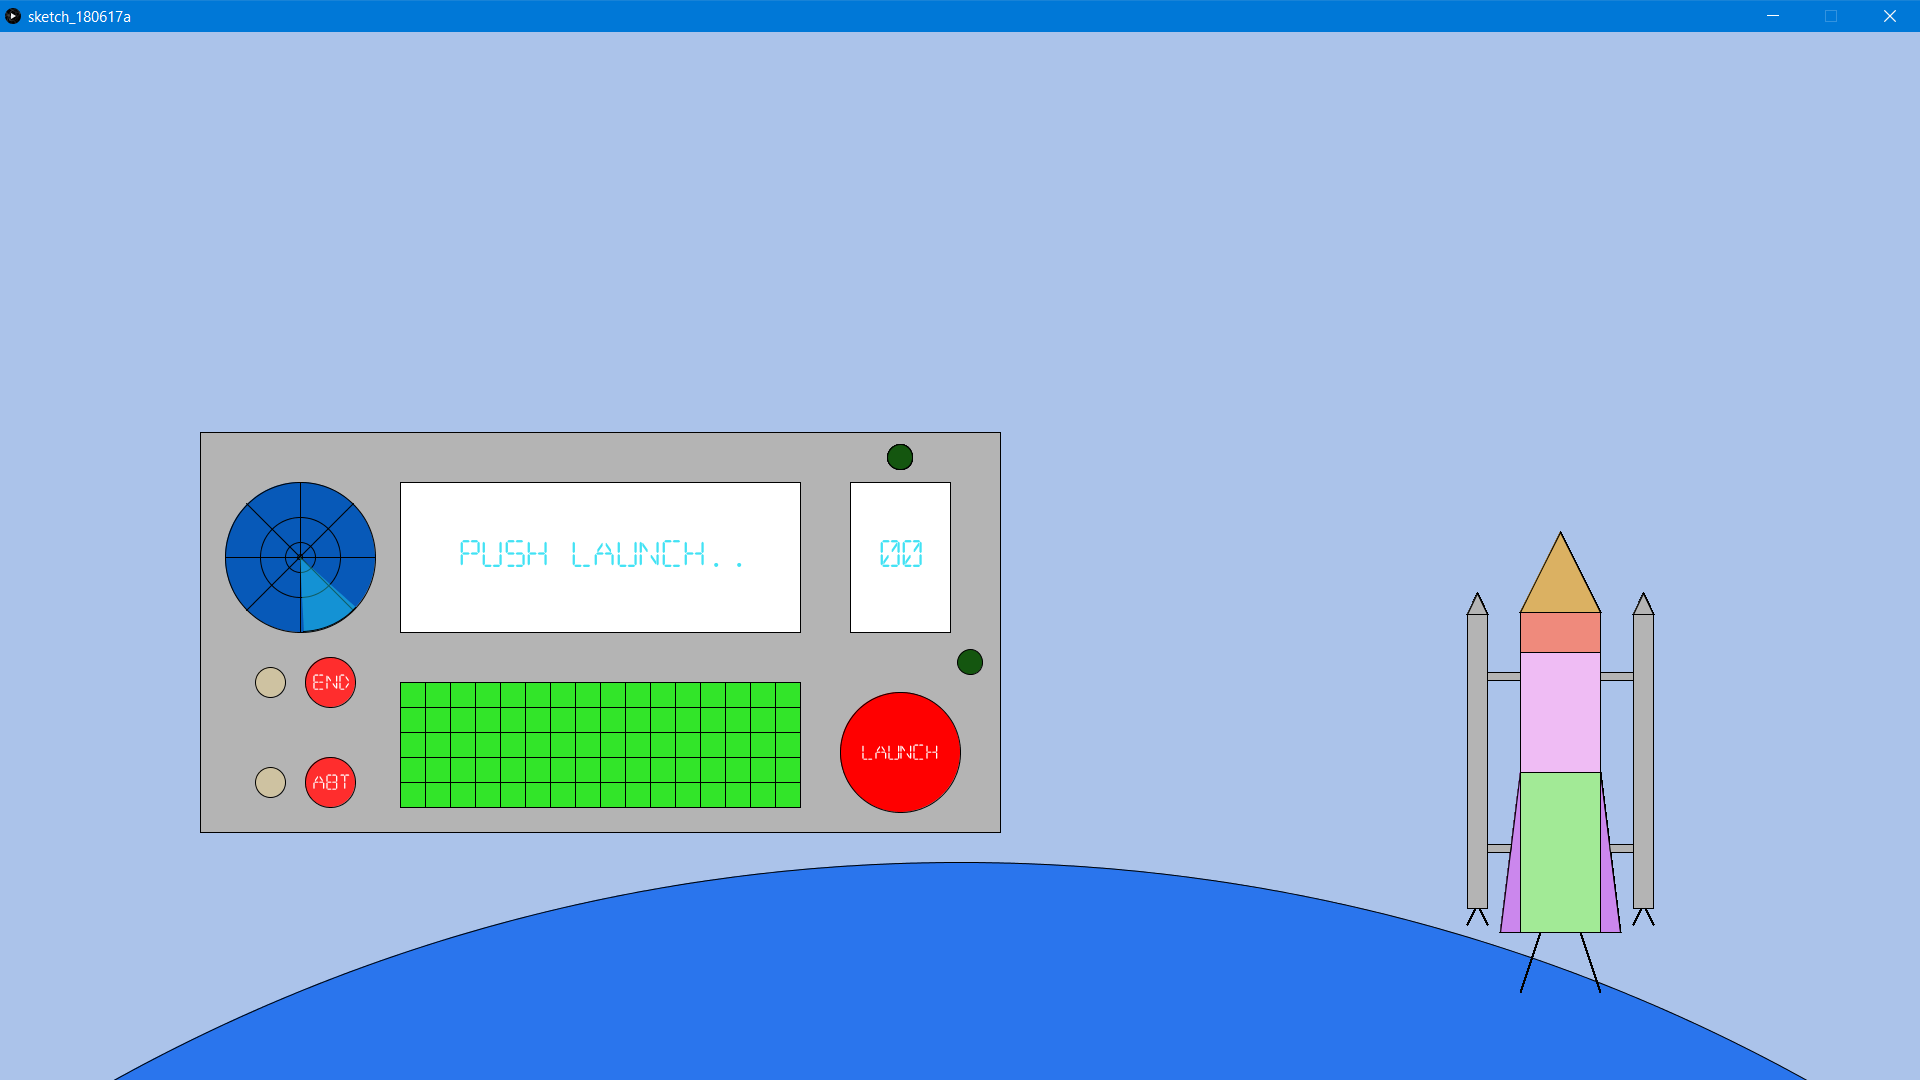 sketch_180617a
PUSH LAUNCH..
00
END
ABT
LAUNCH